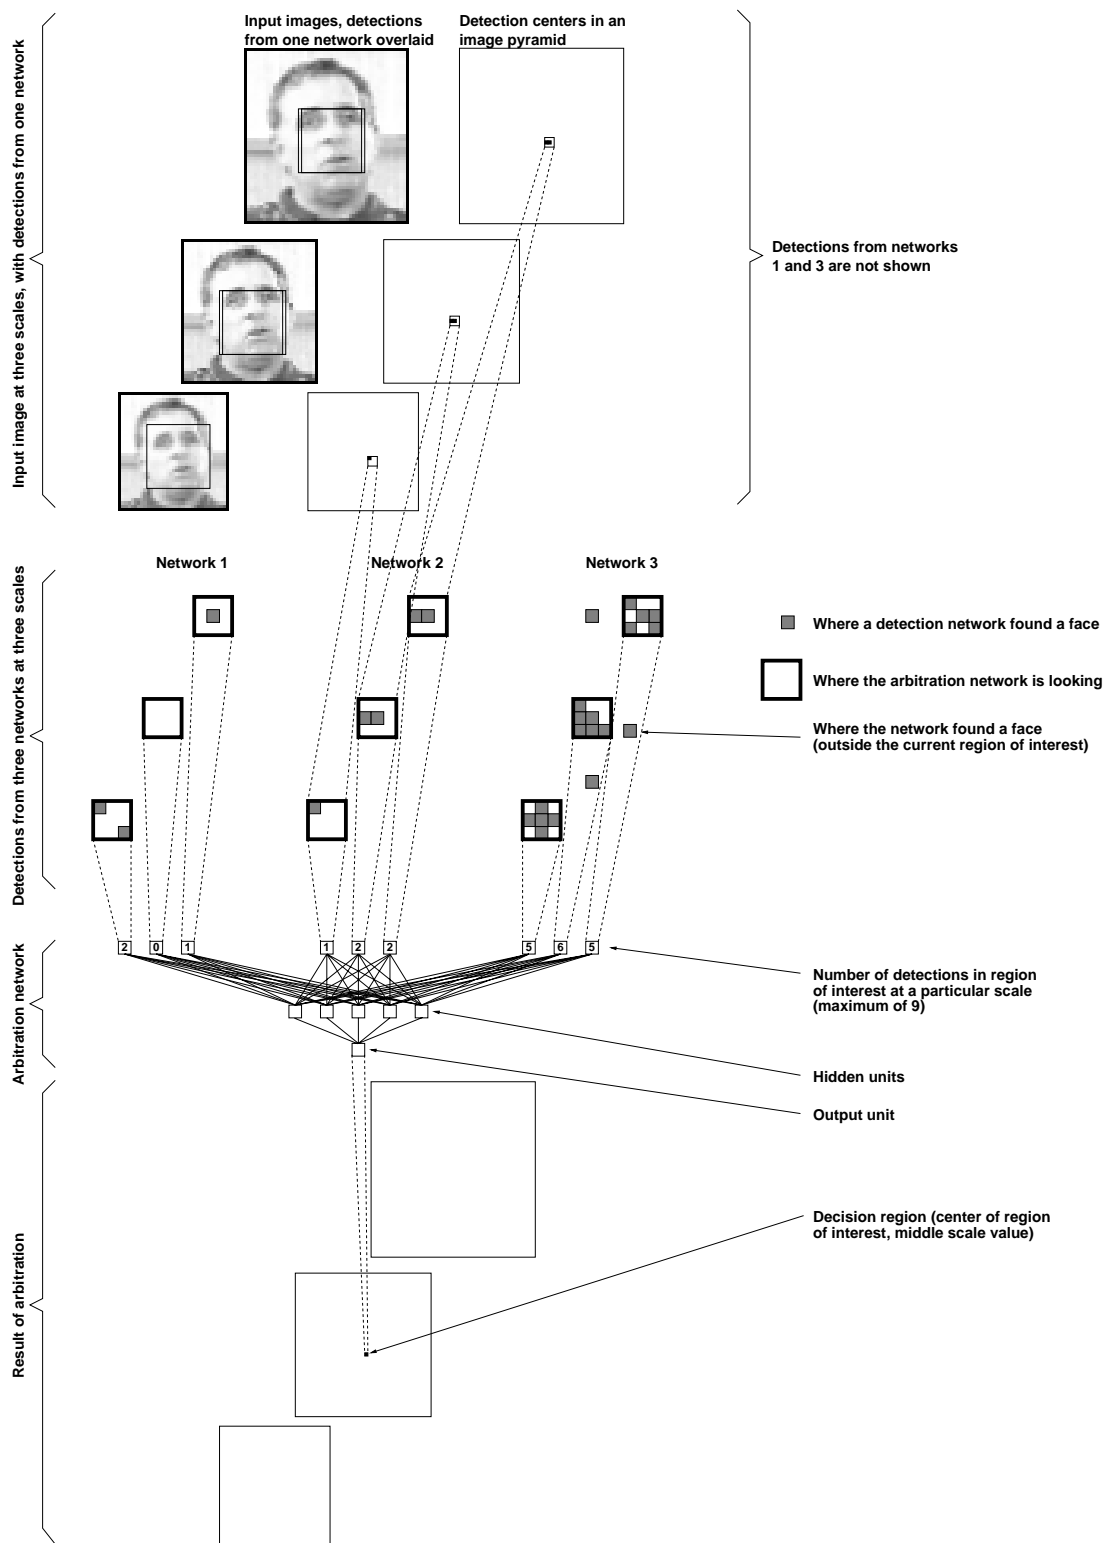 Input images, detections
from one network overlaid
Detection centers in an
image pyramid
Input image at three scales, with detections from one network
Detections from networks
1 and 3 are not shown
Network 1
Network 2
Network 3
Detections from three networks at three scales
Where a detection network found a face
Where the arbitration network is looking
Where the network found a face
(outside the current region of interest)
2 0 1 1 2 2 5 6 5
Arbitration network
Number of detections in region
of interest at a particular scale
(maximum of 9)
Hidden units
Output unit
Decision region (center of region
of interest, middle scale value)
Result of arbitration